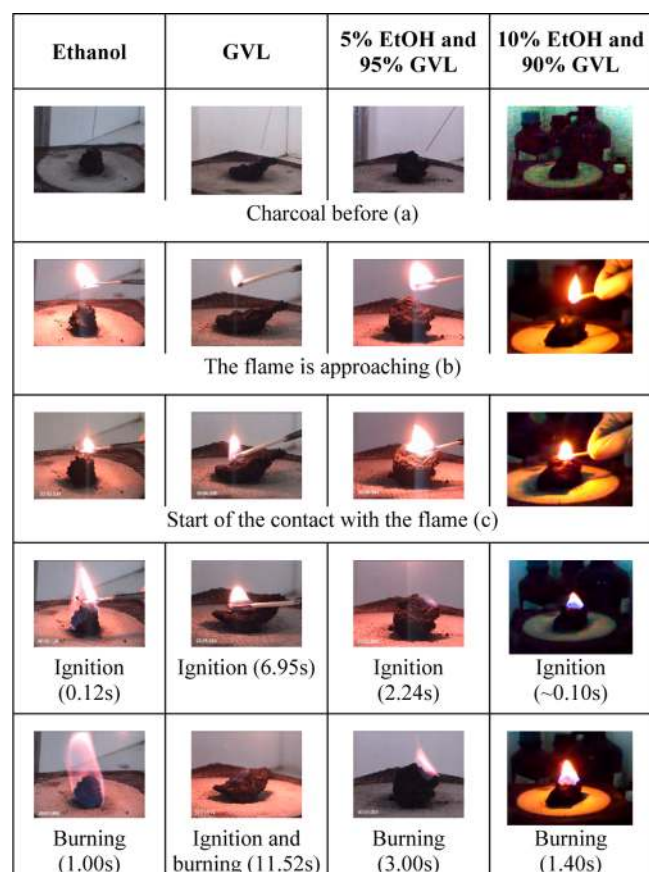 Ethanol
GVL
5% EtOH and
95% GVL
10% EtOH and
90% GVL
Charcoal before (a)
The flame is approaching (b)
Start of the contact with the flame (c)
Ignition
(0.12s)
Ignition (6.95s)
Ignition
(2.24s)
Ignition
(~0.10s)
Burning
(1.00s)
Ignition and
burning (11.52s)
Burning
(3.00s)
Burning
(1.40s)